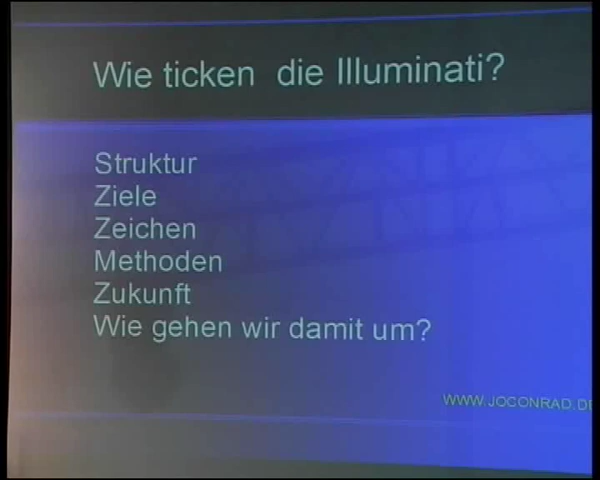 Wie ticken die Illuminati?
Struktur
Ziele
Zeichen
Methoden
Zukunft
Wie gehen wir damit um?
WWW.JOCONRAD.DE